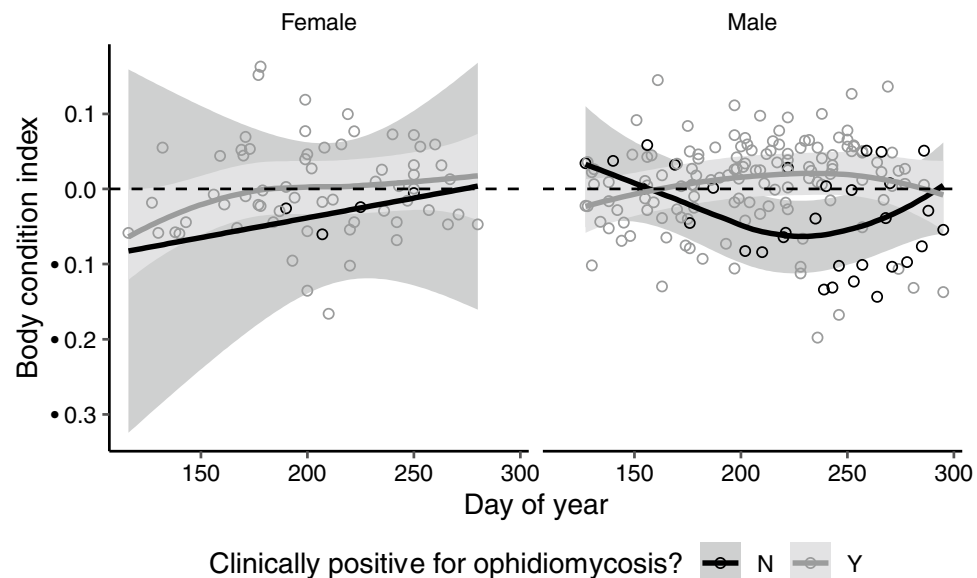 Female Male
Body condition index
0.1
0.0
•0.1
•0.2
•0.3
150 200 250 300 150 200 250 300
Day of year
Clinically positive for ophidiomycosis? N Y